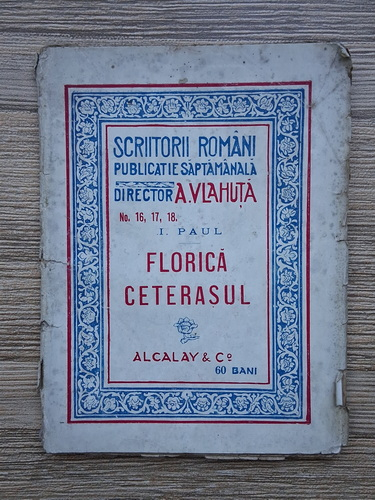 SCRIITORII ROMÂNI
PUBLICAȚIE SĂPTĂMÂNALĂ
DIRECTOR A. VLAHUȚĂ
No. 16, 17, 18.
I. PAUL
FLORICĂ
CETERAȘUL
ALCALAY & Cº
60 BANI